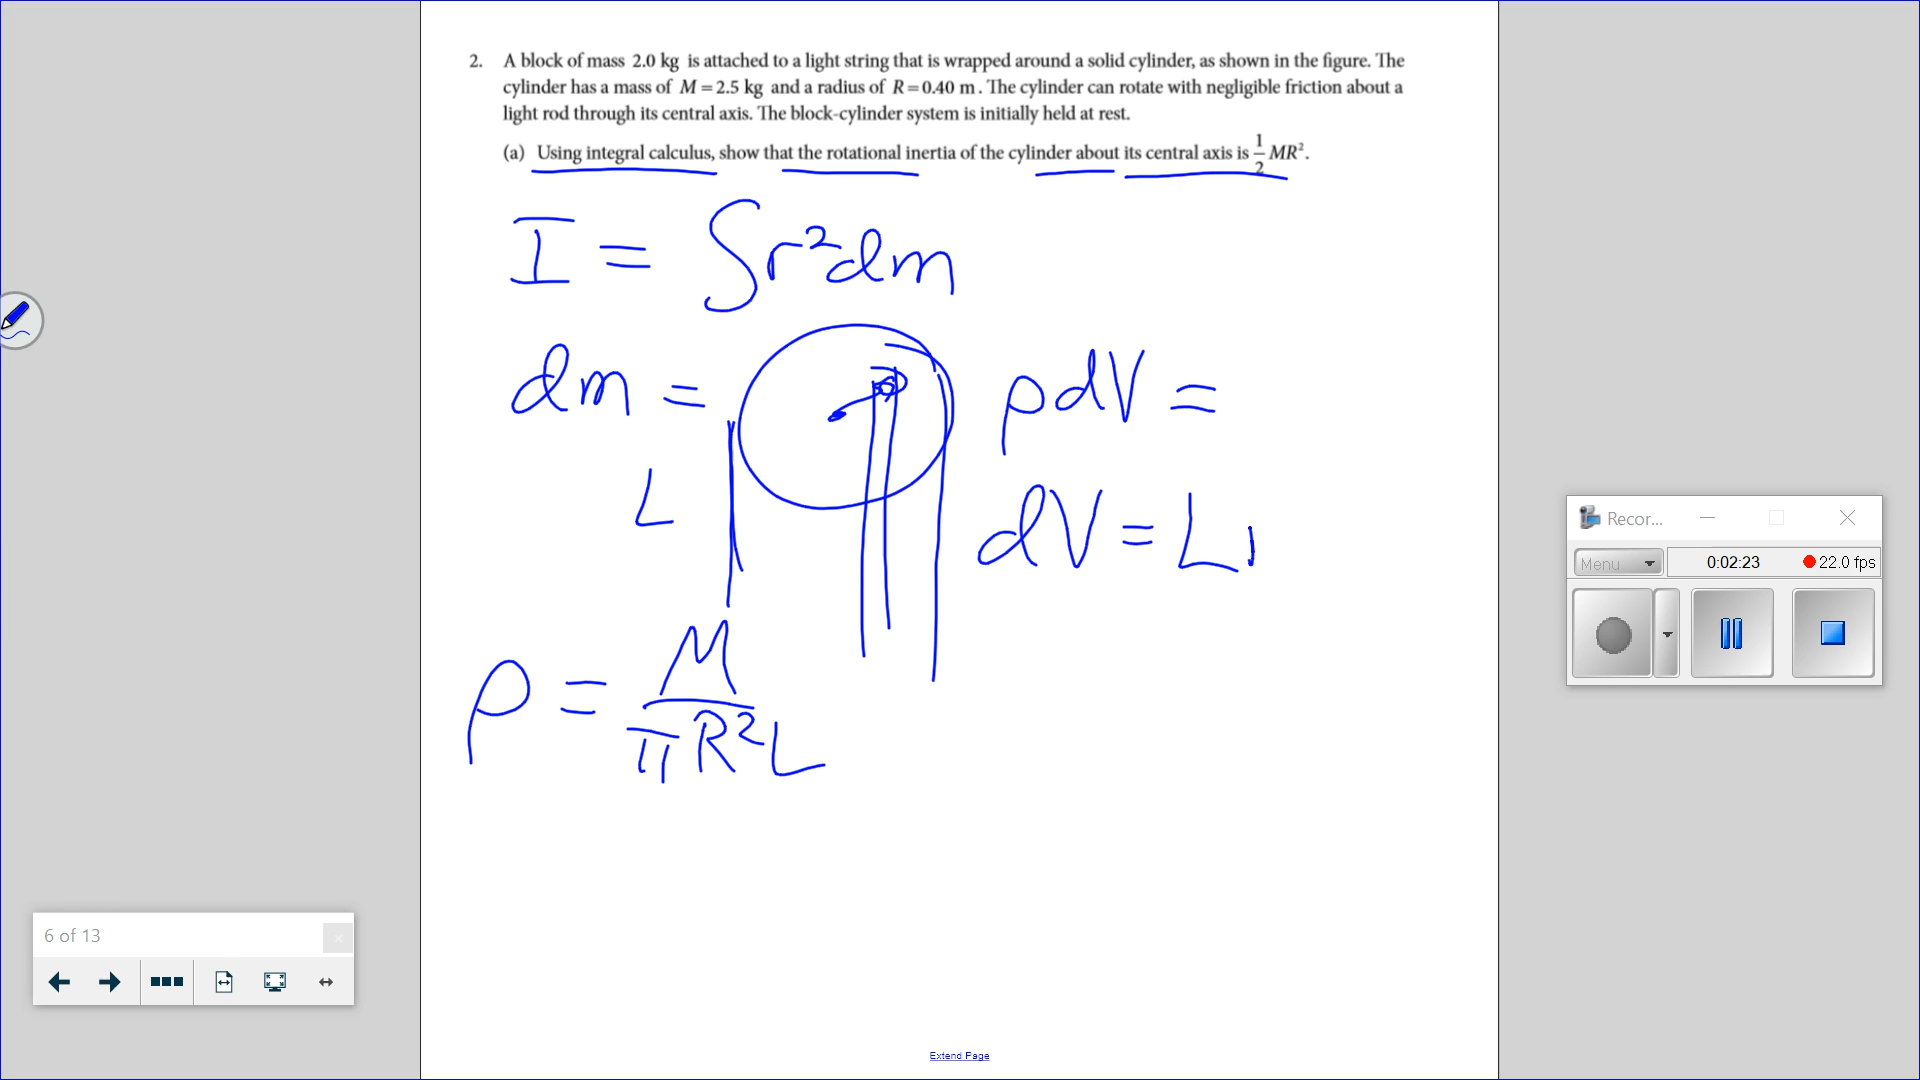 2. A block of mass 2.0 kg is attached to a light string that is wrapped around a solid cylinder, as shown in the figure. The
cylinder has a mass of M = 2.5 kg and a radius of R = 0.40 m. The cylinder can rotate with negligible friction about a
light rod through its central axis. The block-cylinder system is initially held at rest.
(a) Using integral calculus, show that the rotational inertia of the cylinder about its central axis is 1/2 MR².
I = ∫r²dm
dm =
ρdV =
L
dV = L
ρ = M/πR²L
Recor...
Menu
0:02:23
22.0 fps
6 of 13
Extend Page